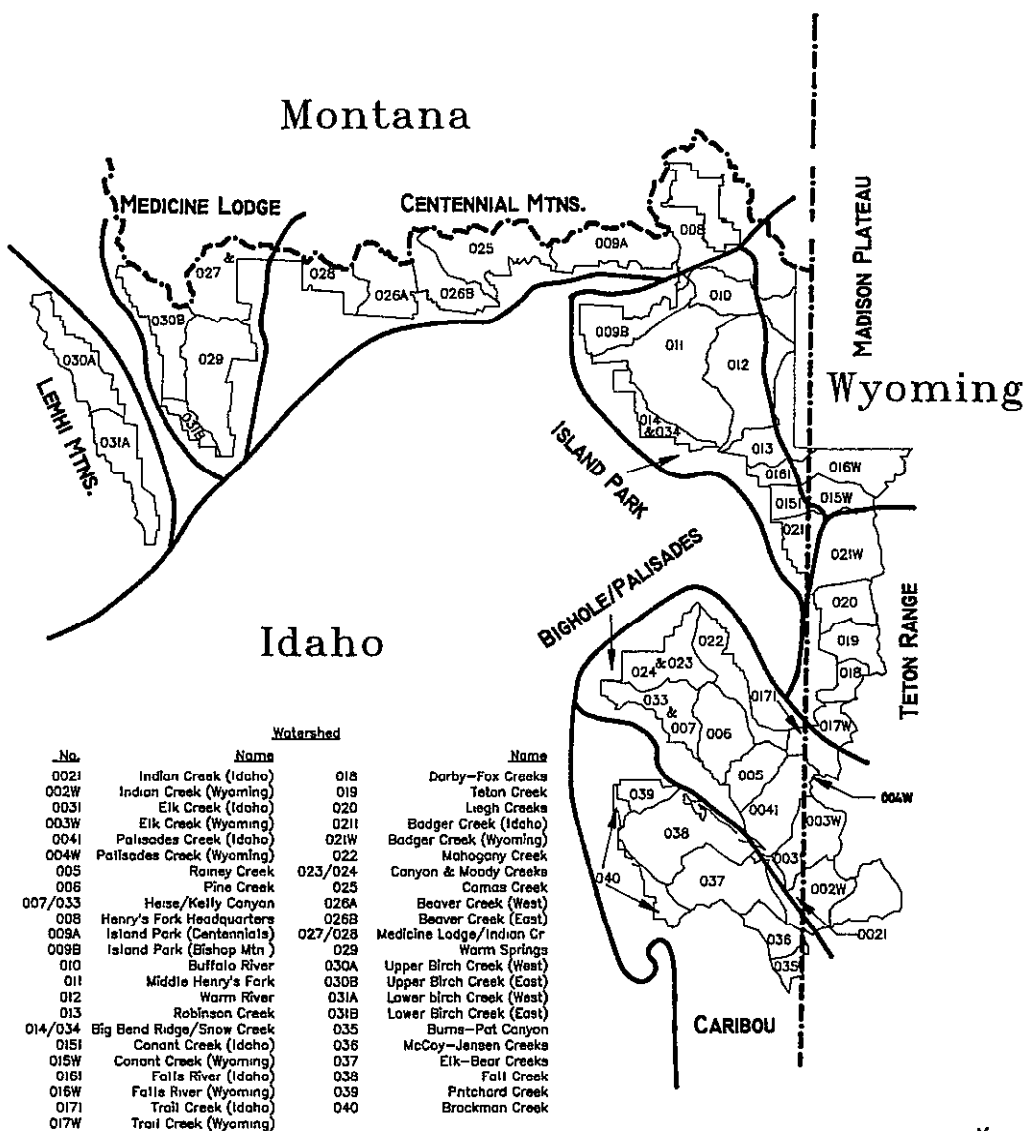 Montana
MEDICINE LODGE
CENTENNIAL MTNS.
MADISON PLATEAU
008
025
009A
027
&
028
026A
026B
010
030B
009B
011
029
012
030A
Wyoming
LEMHI MTNS.
031B
014
&034
031A
013
ISLAND PARK
016I
016W
015I
015W
021I
021W
BIGHOLE/PALISADES
020
TETON RANGE
Idaho
022
019
024 & 023
018
033
&
007
017I
006
017W
005
004W
039
004I
003W
038
003I
040
037
002W
002I
036
035
CARIBOU
Watershed
No. Name Name
002I Indian Creek (Idaho) 018 Darby-Fox Creeks
002W Indian Creek (Wyoming) 019 Teton Creek
003I Elk Creek (Idaho) 020 Liegh Creeks
003W Elk Creek (Wyoming) 021I Badger Creek (Idaho)
004I Palisades Creek (Idaho) 021W Badger Creek (Wyoming)
004W Palisades Creek (Wyoming) 022 Mahogany Creek
005 Rainey Creek 023/024 Canyon & Moody Creeks
006 Pine Creek 025 Camas Creek
007/033 Heise/Kelly Canyon 026A Beaver Creek (West)
008 Henry's Fork Headquarters 026B Beaver Creek (East)
009A Island Park (Centennials) 027/028 Medicine Lodge/Indian Cr
009B Island Park (Bishop Mtn ) 029 Warm Springs
010 Buffalo River 030A Upper Birch Creek (West)
011 Middle Henry's Fork 030B Upper Birch Creek (East)
012 Warm River 031A Lower birch Creek (West)
013 Robinson Creek 031B Lower Birch Creek (East)
014/034 Big Bend Ridge/Snow Creek 035 Burns-Pat Canyon
015I Conant Creek (Idaho) 036 McCoy-Jensen Creeks
015W Conant Creek (Wyoming) 037 Elk-Bear Creeks
016I Falls River (Idaho) 038 Fall Creek
016W Falls River (Wyoming) 039 Pritchard Creek
017I Trail Creek (Idaho) 040 Brockman Creek
017W Trail Creek (Wyoming)